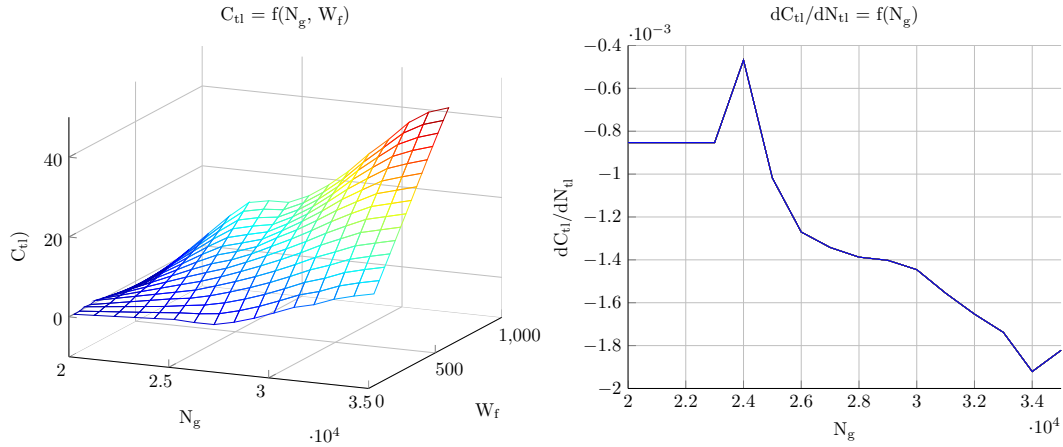 C_tl = f(N_g, W_f)
40
20
0
C_tl)
2
2.5
3
3.5
·10^4
N_g
0
500
1,000
W_f
dC_tl/dN_tl = f(N_g)
·10^−3
−0.4
−0.6
−0.8
−1
−1.2
−1.4
−1.6
−1.8
−2
dC_tl/dN_tl
2 2.2 2.4 2.6 2.8 3 3.2 3.4
·10^4
N_g